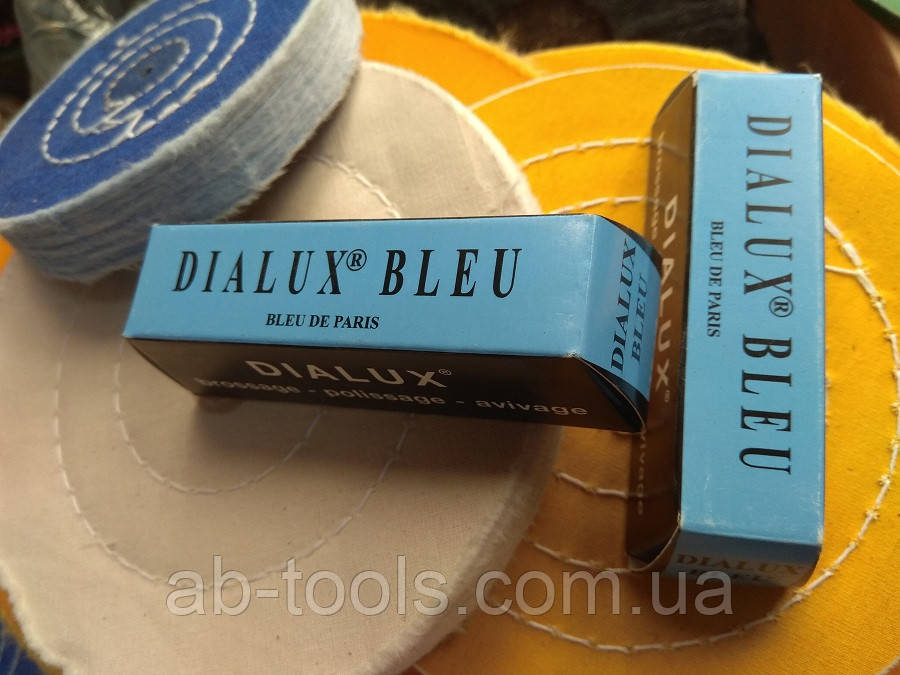 DIALUX® BLEU
BLEU DE PARIS
DIALUX®
brossage - polissage - avivage
DIALUX
BLEU
DIALUX® BLEU
BLEU DE PARIS
DIALUX®
DIALUX
ab-tools.com.ua